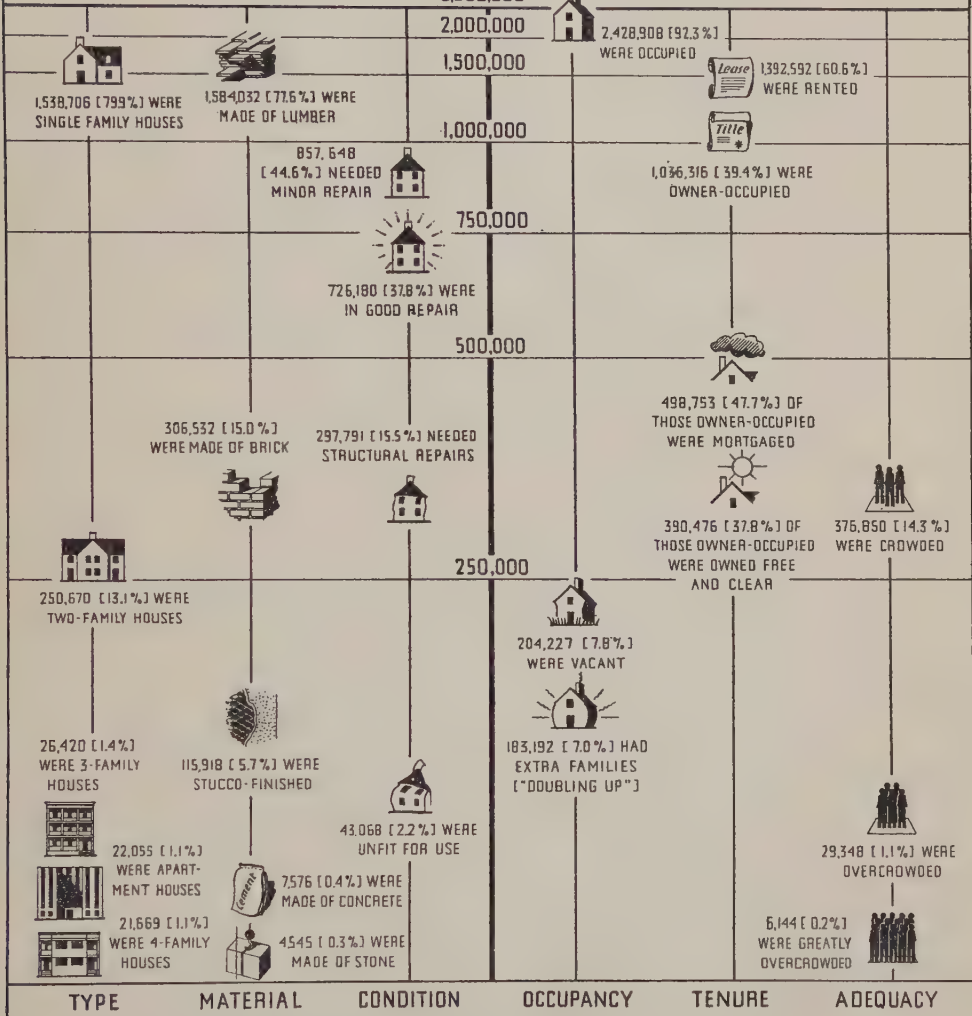 2,000,000
1,500,000
1,000,000
750,000
500,000
250,000
1,538,706 [79.9%] WERE
SINGLE FAMILY HOUSES
250,670 [13.1%] WERE
TWO-FAMILY HOUSES
26,420 [1.4%]
WERE 3-FAMILY
HOUSES
22,055 [1.1%]
WERE APART-
MENT HOUSES
21,669 [1.1%]
WERE 4-FAMILY
HOUSES
TYPE
1,584,032 [77.6%] WERE
MADE OF LUMBER
306,532 [15.0%]
WERE MADE OF BRICK
115,918 [5.7%] WERE
STUCCO-FINISHED
Cement
7,576 [0.4%] WERE
MADE OF CONCRETE
4,545 [0.3%] WERE
MADE OF STONE
MATERIAL
857,648
[44.6%] NEEDED
MINOR REPAIR
726,180 [37.8%] WERE
IN GOOD REPAIR
297,791 [15.5%] NEEDED
STRUCTURAL REPAIRS
43,068 [2.2%] WERE
UNFIT FOR USE
CONDITION
2,428,908 [92.3%]
WERE OCCUPIED
204,227 [7.8%]
WERE VACANT
183,192 [7.0%] HAD
EXTRA FAMILIES
["DOUBLING UP"]
OCCUPANCY
Lease
1,392,592 [60.6%]
WERE RENTED
Title
1,036,316 [39.4%] WERE
OWNER-OCCUPIED
498,753 [47.7%] OF
THOSE OWNER-OCCUPIED
WERE MORTGAGED
390,476 [37.8%] OF
THOSE OWNER-OCCUPIED
WERE OWNED FREE
AND CLEAR
TENURE
376,850 [14.3%]
WERE CROWDED
29,348 [1.1%] WERE
OVERCROWDED
6,144 [0.2%]
WERE GREATLY
OVERCROWDED
ADEQUACY